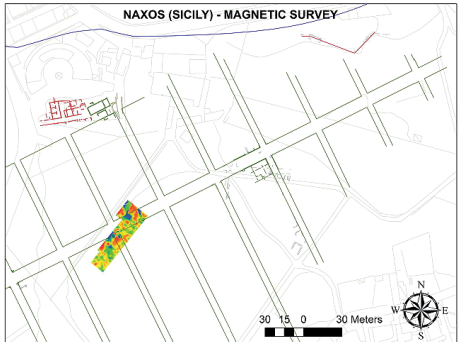 NAXOS (SICILY) - MAGNETIC SURVEY
N
W E
S
30 15 0 30 Meters